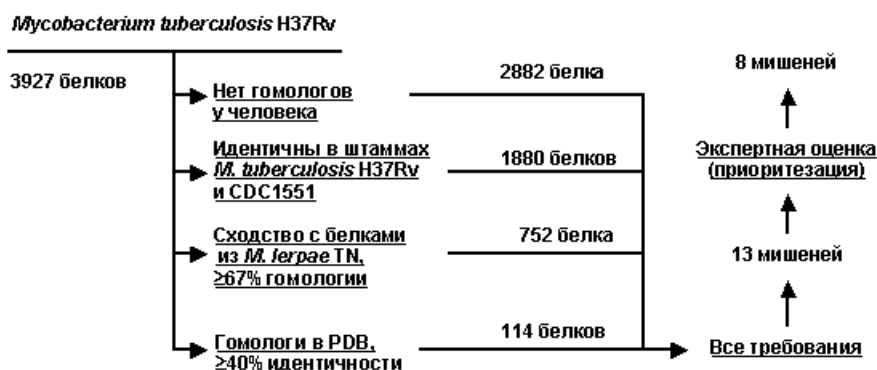 Mycobacterium tuberculosis H37Rv
3927 белков
Нет гомологов
у человека
2882 белка
Идентичны в штаммах
M. tuberculosis H37Rv
и CDC1551
1880 белков
Сходство с белками
из M. lerpae TN,
≥67% гомологии
752 белка
Гомологи в PDB,
≥40% идентичности
114 белков
8 мишеней
Экспертная оценка
(приоритезация)
13 мишеней
Все требования